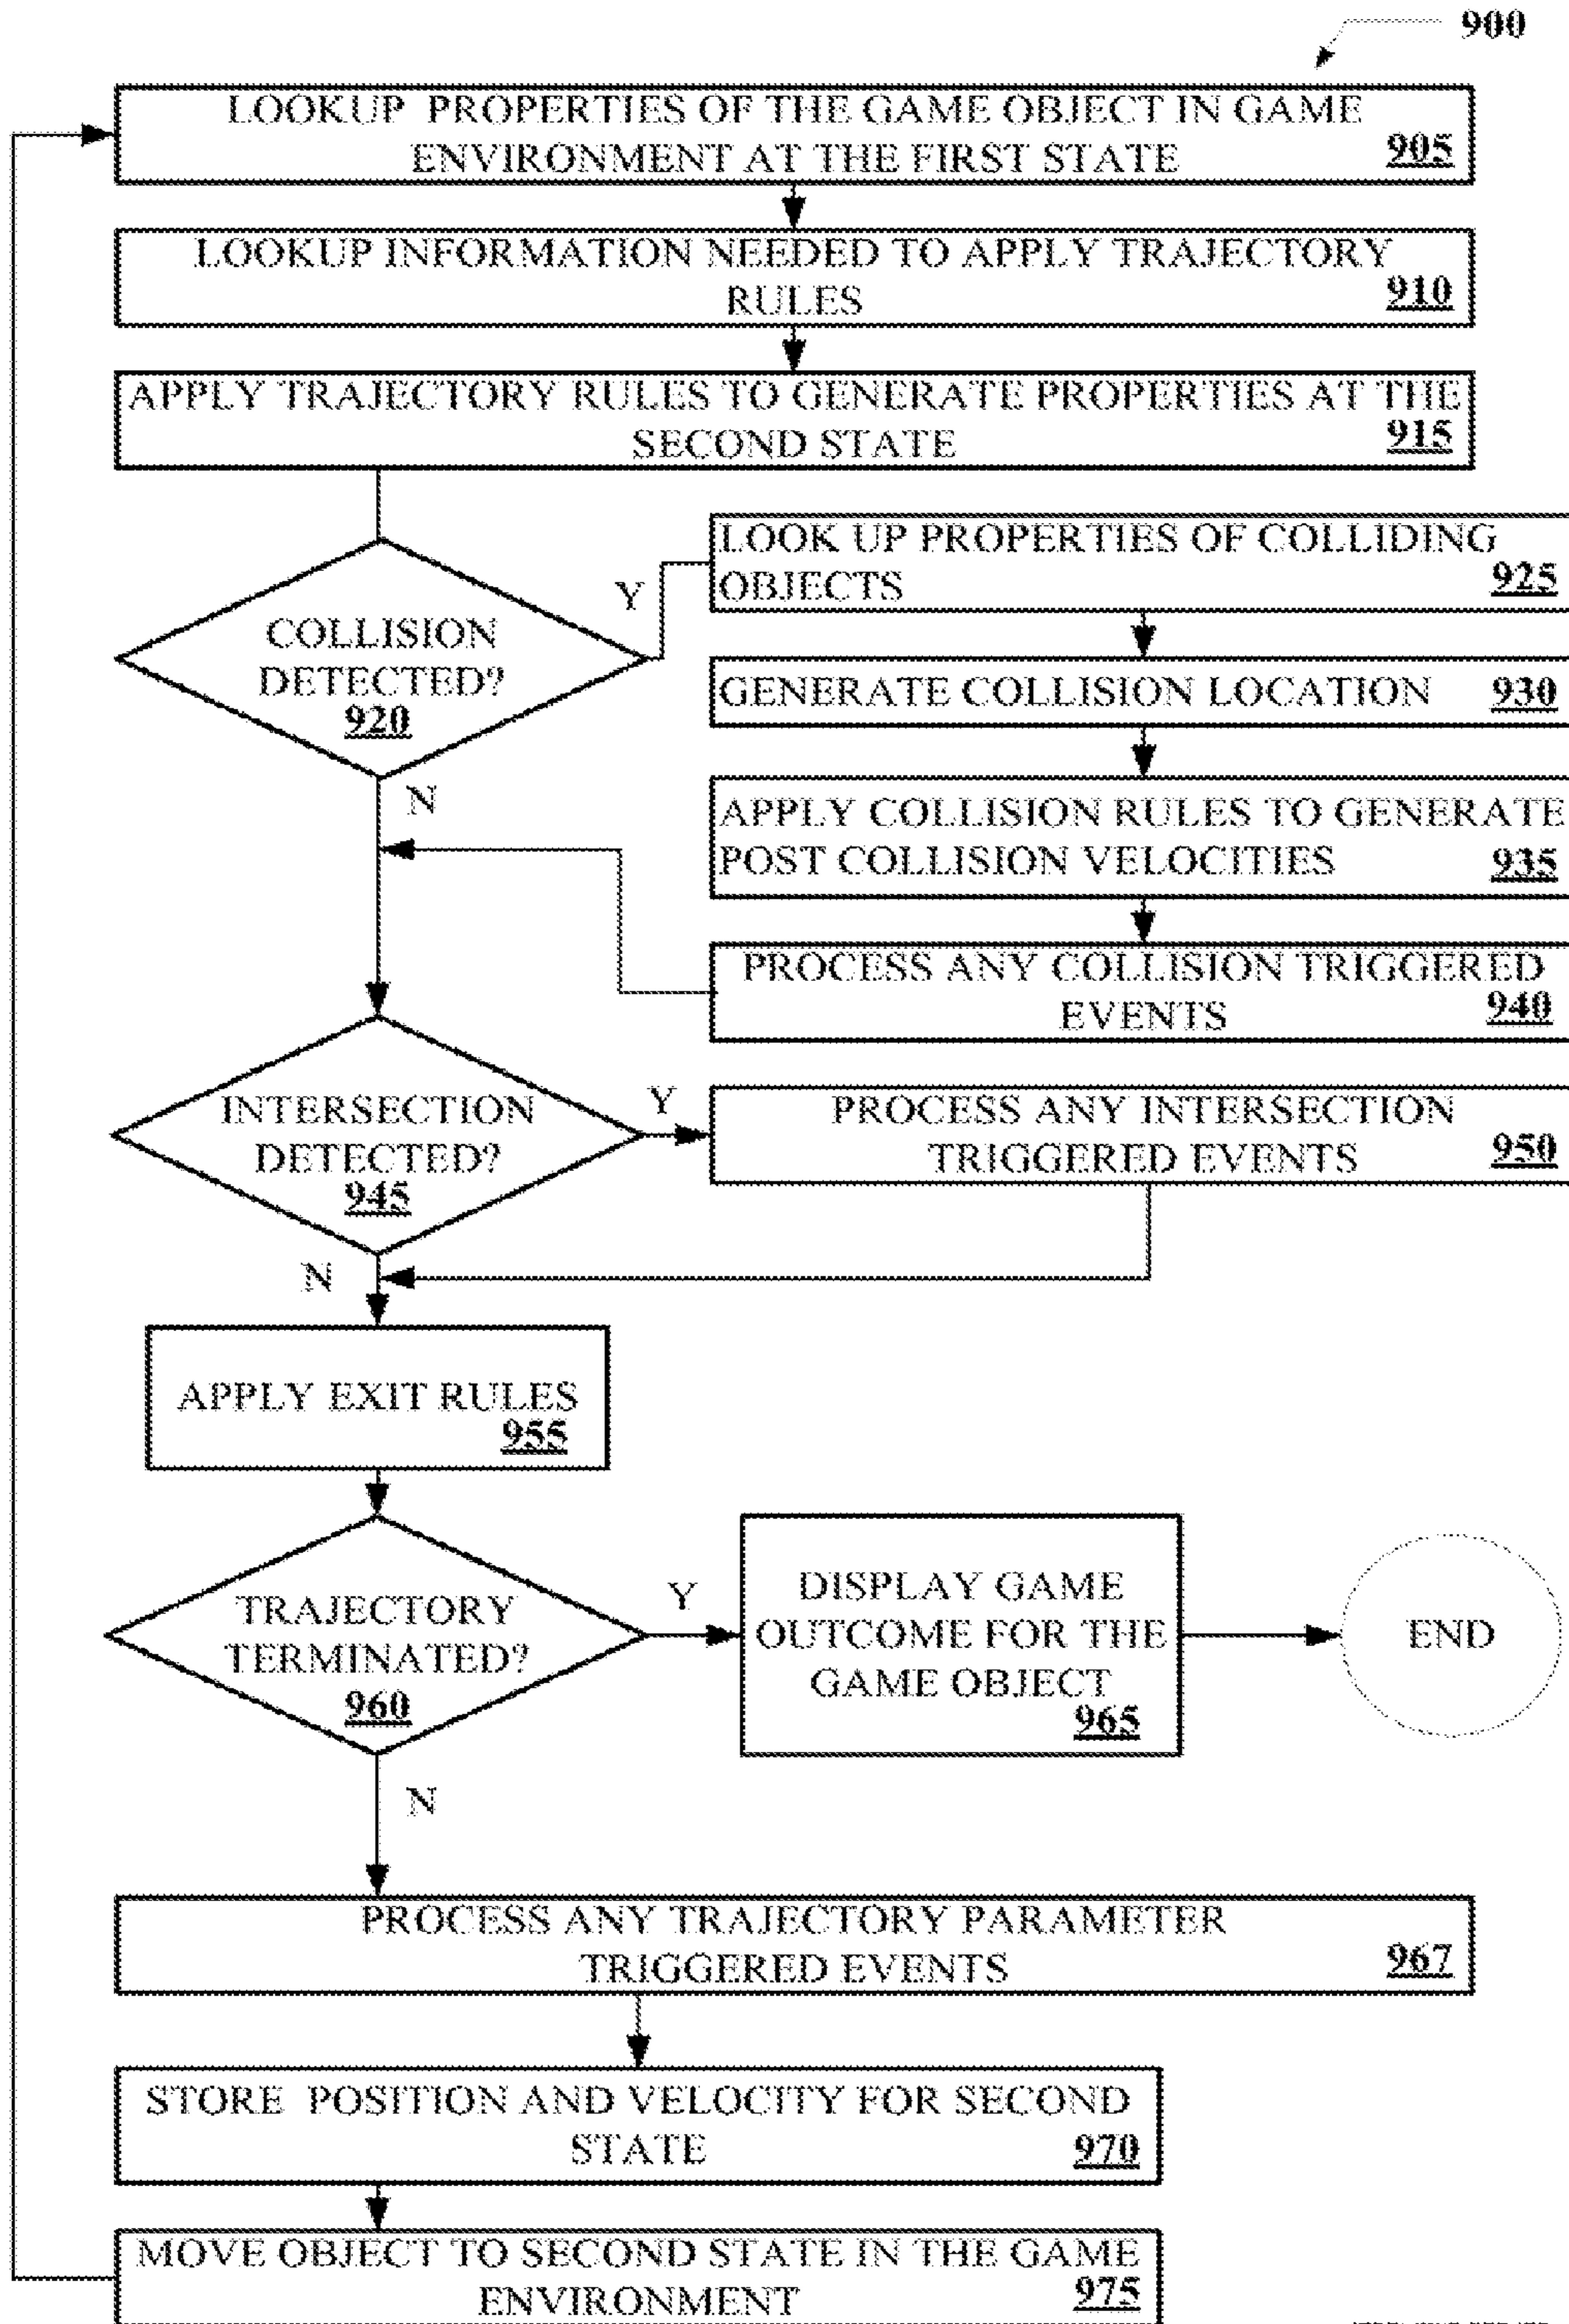 900
LOOKUP PROPERTIES OF THE GAME OBJECT IN GAME
ENVIRONMENT AT THE FIRST STATE 905
LOOKUP INFORMATION NEEDED TO APPLY TRAJECTORY
RULES 910
APPLY TRAJECTORY RULES TO GENERATE PROPERTIES AT THE
SECOND STATE 915
COLLISION
DETECTED?
920
Y
N
LOOK UP PROPERTIES OF COLLIDING
OBJECTS 925
GENERATE COLLISION LOCATION 930
APPLY COLLISION RULES TO GENERATE
POST COLLISION VELOCITIES 935
PROCESS ANY COLLISION TRIGGERED
EVENTS 940
INTERSECTION
DETECTED?
945
Y
N
PROCESS ANY INTERSECTION
TRIGGERED EVENTS 950
APPLY EXIT RULES
955
TRAJECTORY
TERMINATED?
960
Y
N
DISPLAY GAME
OUTCOME FOR THE
GAME OBJECT
965
END
PROCESS ANY TRAJECTORY PARAMETER
TRIGGERED EVENTS 967
STORE POSITION AND VELOCITY FOR SECOND
STATE 970
MOVE OBJECT TO SECOND STATE IN THE GAME
ENVIRONMENT 975